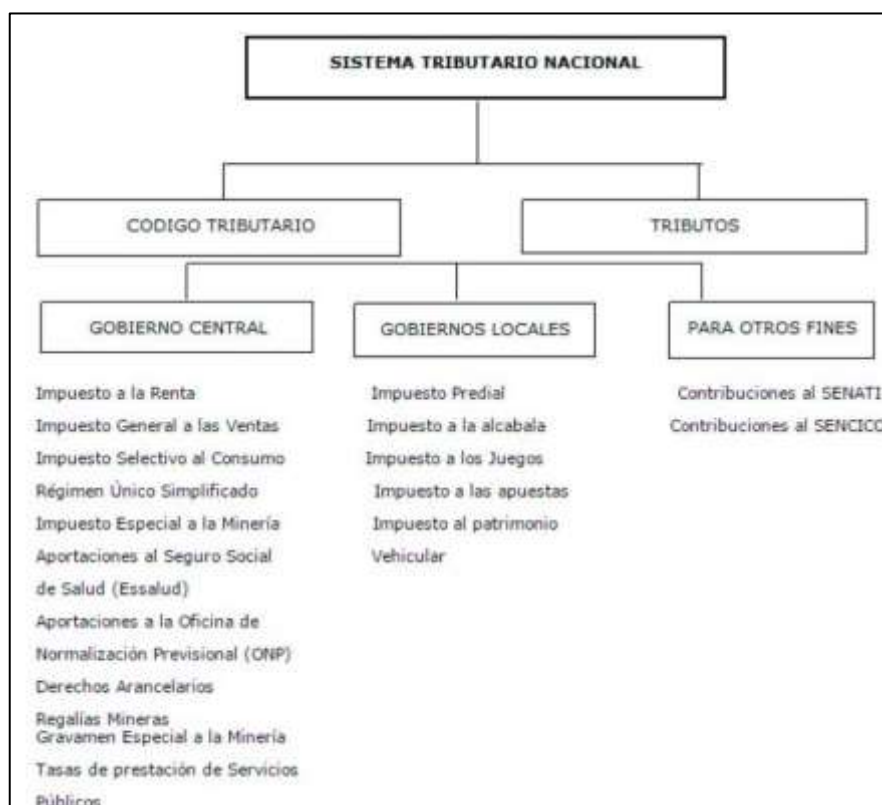 SISTEMA TRIBUTARIO NACIONAL
CODIGO TRIBUTARIO
TRIBUTOS
GOBIERNO CENTRAL
GOBIERNOS LOCALES
PARA OTROS FINES
Impuesto a la Renta
Impuesto General a las Ventas
Impuesto Selectivo al Consumo
Régimen Único Simplificado
Impuesto Especial a la Minería
Aportaciones al Seguro Social
de Salud (Essalud)
Aportaciones a la Oficina de
Normalización Previsional (ONP)
Derechos Arancelarios
Regalías Mineras
Gravamen Especial a la Minería
Tasas de prestación de Servicios
Públicos
Impuesto Predial
Impuesto a la alcabala
Impuesto a los Juegos
Impuesto a las apuestas
Impuesto al patrimonio
Vehicular
Contribuciones al SENATI
Contribuciones al SENCICO